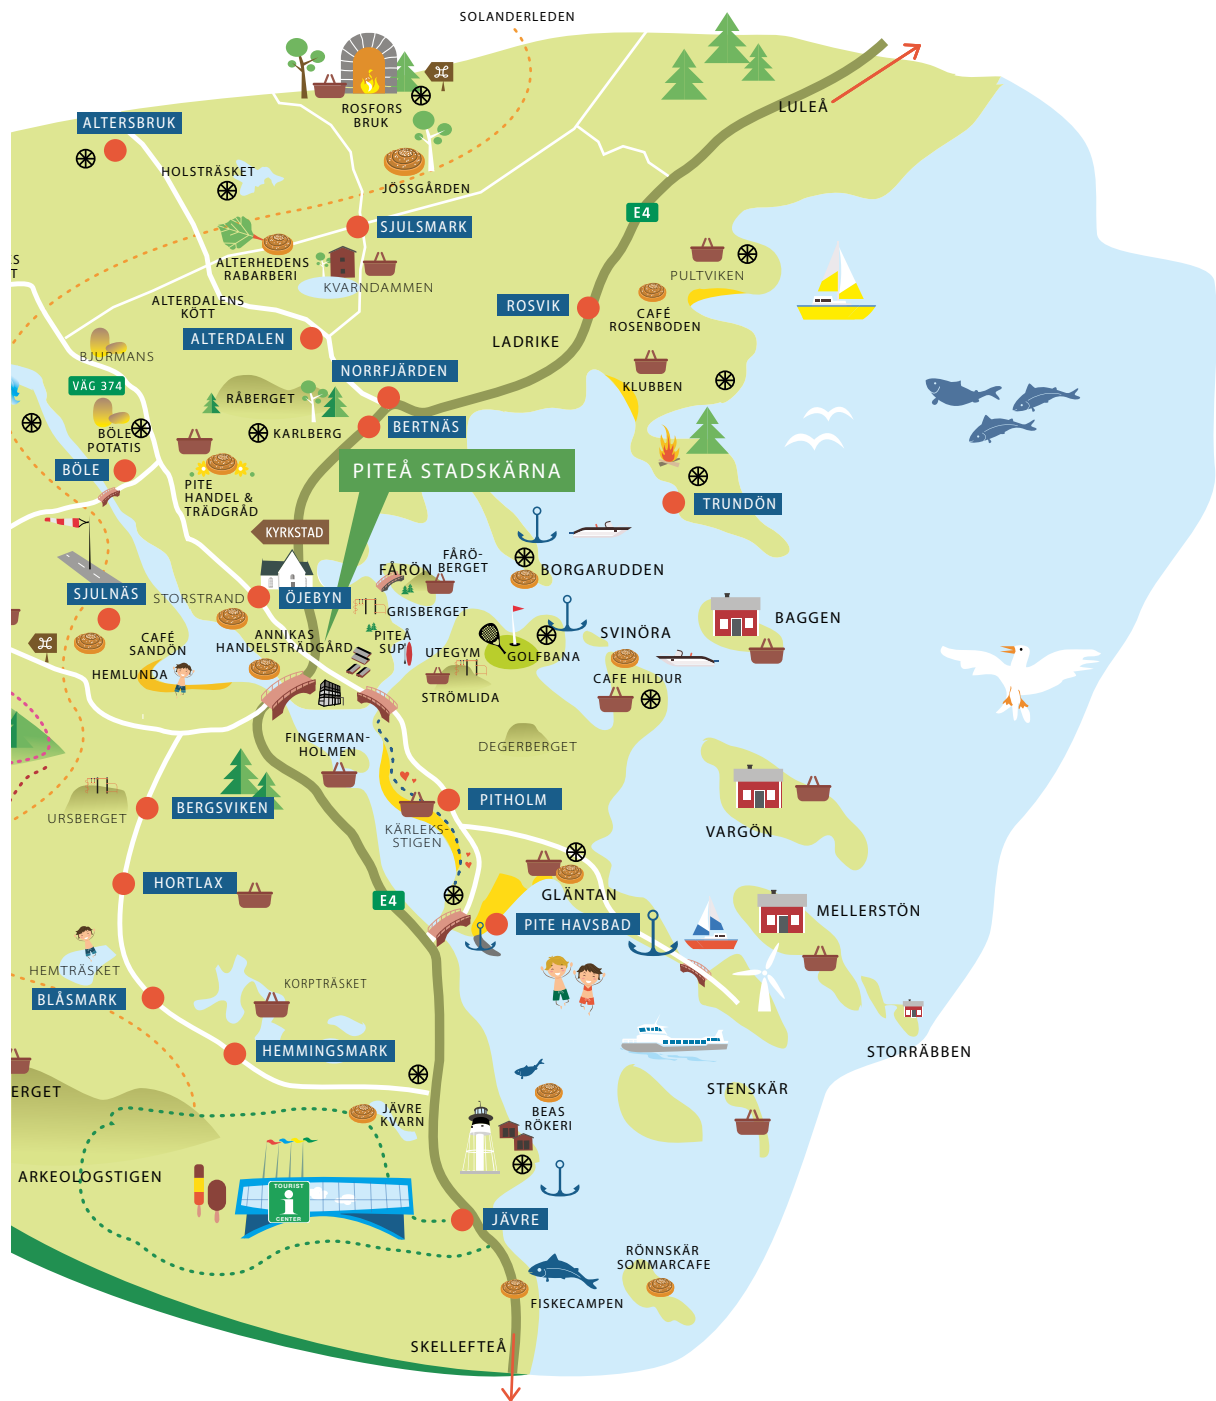 SOLANDERLEDEN
LULEÅ
ROSFORS
BRUK
ALTERSBRUK
HOLSTRÄSKET
JÖSSGÅRDEN
SJULSMARK
E4
S
T
ALTERHEDENS
RABARBERI
KVARNDAMMEN
PULTVIKEN
ALTERDALENS
KÖTT
ROSVIK
CAFÉ
ROSENBODEN
ALTERDALEN
LADRIKE
BJURMANS
NORRFJÄRDEN
VÄG 374
KLUBBEN
RÅBERGET
BÖLE
POTATIS
KARLBERG
BERTNÄS
BÖLE
PITEÅ STADSKÄRNA
PITE
HANDEL &
TRÄDGRÅD
TRUNDÖN
KYRKSTAD
FÅRÖN
FÅRÖ-
BERGET
BORGARUDDEN
SJULNÄS
STORSTRAND
ÖJEBYN
GRISBERGET
BAGGEN
CAFÉ
SANDÖN
ANNIKAS
HANDELSTRÄDGÅRD
PITEÅ
SUP
UTEGYM
GOLFBANA
SVINÖRA
HEMLUNDA
CAFE HILDUR
STRÖMLIDA
FINGERMAN-
HOLMEN
DEGERBERGET
URSBERGET
BERGSVIKEN
PITHOLM
KÄRLEKS-
STIGEN
VARGÖN
HORTLAX
E4
GLÄNTAN
PITE HAVSBAD
MELLERSTÖN
HEMTRÄSKET
KORPTRÄSKET
BLÅSMARK
HEMMINGSMARK
STORRÄBBEN
ERGET
JÄVRE
KVARN
BEAS
RÖKERI
STENSKÄR
ARKEOLOGSTIGEN
TOURIST
i
CENTER
JÄVRE
RÖNNSKÄR
SOMMARCAFE
FISKECAMPEN
SKELLEFTEÅ